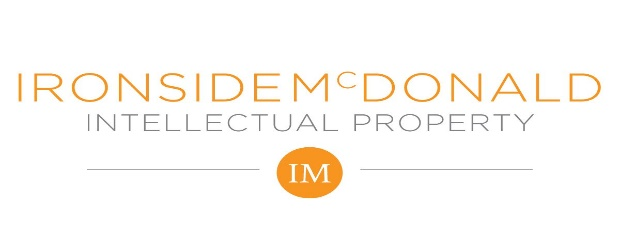 IRONSIDEMᶜDONALD
INTELLECTUAL PROPERTY
IM